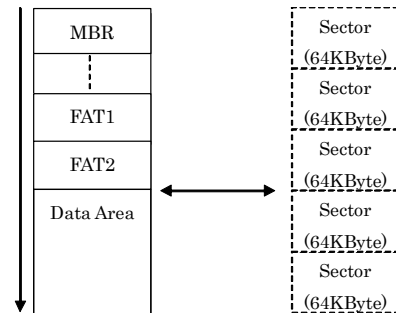 MBR
FAT1
FAT2
Data Area
Sector
(64KByte)
Sector
(64KByte)
Sector
(64KByte)
Sector
(64KByte)
Sector
(64KByte)